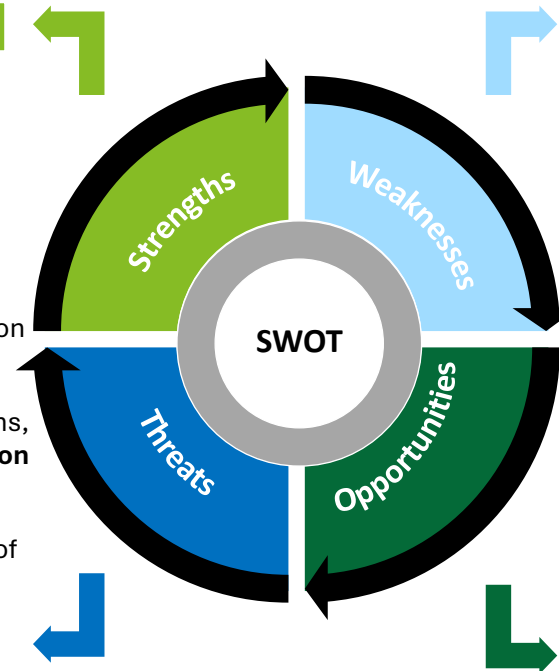 Strengths
Weaknesses
on
SWOT
ns,
on
Threats
Opportunities
of